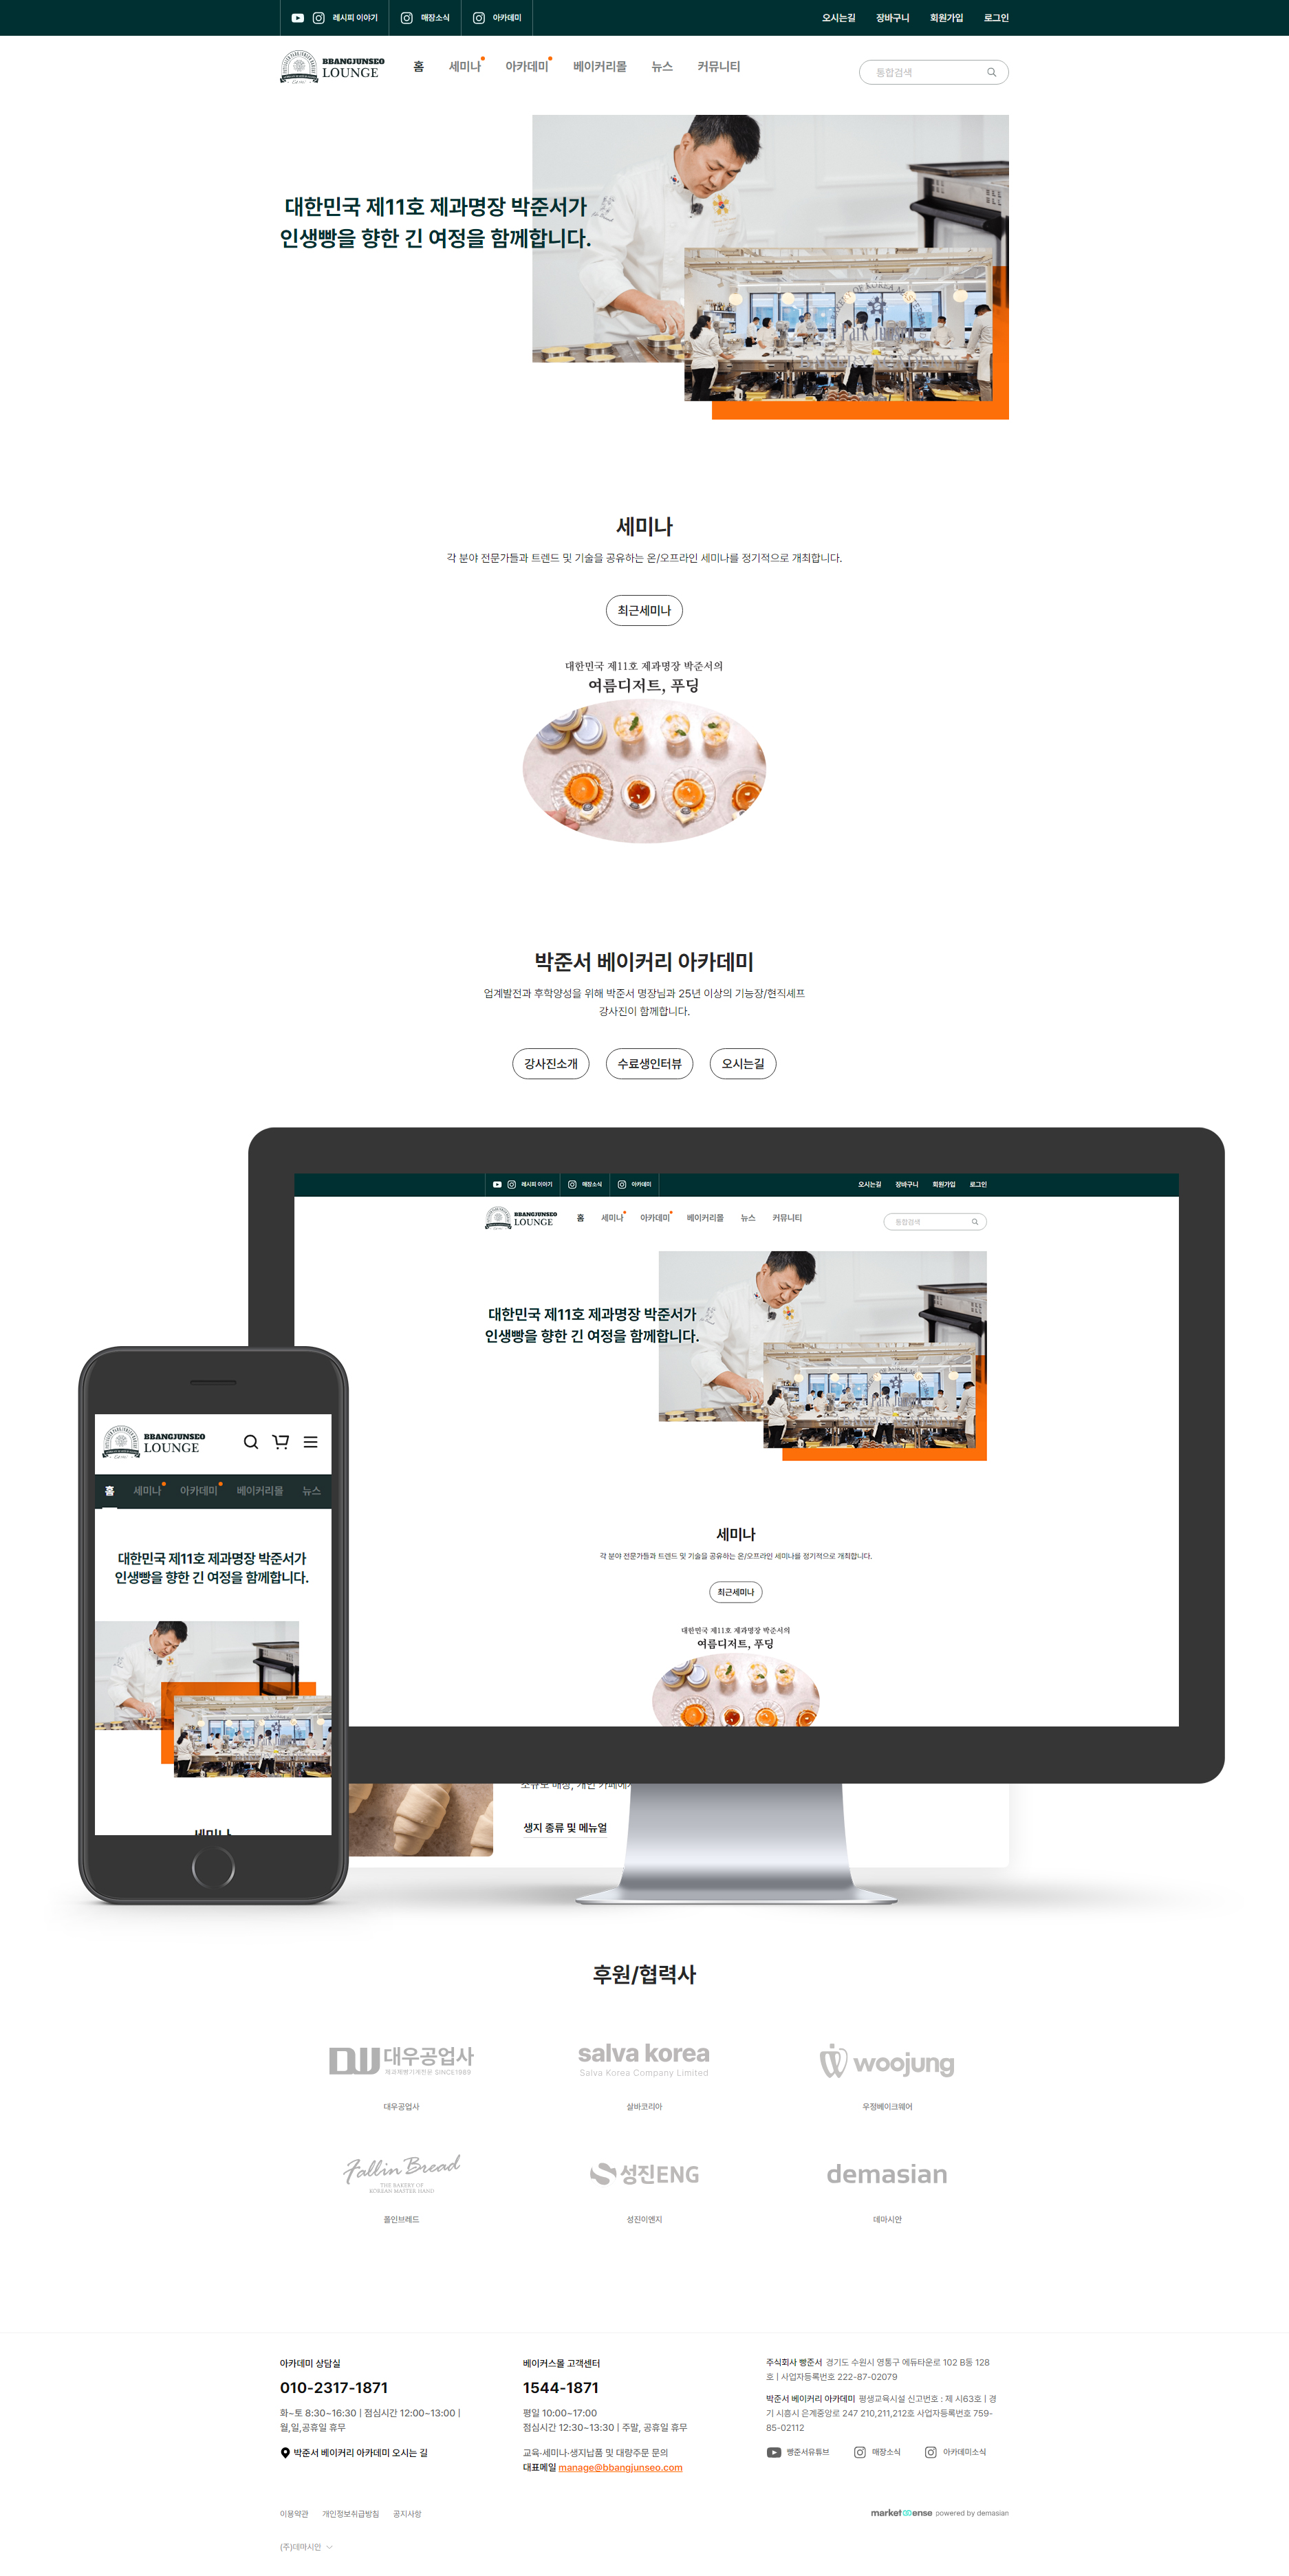 레시피 이야기 매장소식 아카데미 오시는길 장바구니 회원가입 로그인
BBANGJUNSEO
LOUNGE
홈 세미나 아카데미 베이커리몰 뉴스 커뮤니티 통합검색
대한민국 제11호 제과명장 박준서가
인생빵을 향한 긴 여정을 함께합니다.
세미나
각 분야 전문가들과 트렌드 및 기술을 공유하는 온/오프라인 세미나를 정기적으로 개최합니다.
최근세미나
대한민국 제11호 제과명장 박준서의
여름디저트, 푸딩
박준서 베이커리 아카데미
업계발전과 후학양성을 위해 박준서 명장님과 25년 이상의 기능장/현직셰프
강사진이 함께합니다.
강사진소개 수료생인터뷰 오시는길
레시피 이야기 매장소식 아카데미 오시는길 장바구니 회원가입 로그인
BBANGJUNSEO
LOUNGE
홈 세미나 아카데미 베이커리몰 뉴스 커뮤니티 통합검색
대한민국 제11호 제과명장 박준서가
인생빵을 향한 긴 여정을 함께합니다.
세미나
각 분야 전문가들과 트렌드 및 기술을 공유하는 온/오프라인 세미나를 정기적으로 개최합니다.
최근세미나
대한민국 제11호 제과명장 박준서의
여름디저트, 푸딩
BBANGJUNSEO
LOUNGE
홈 세미나 아카데미 베이커리몰 뉴스
대한민국 제11호 제과명장 박준서가
인생빵을 향한 긴 여정을 함께합니다.
세미나
소규모 매장, 개인 카페에서
생지 종류 및 메뉴얼
후원/협력사
DW 대우공업사
제과제빵기계전문 SINCE1989
salva korea
Salva Korea Company Limited
woojung
대우공업사 살바코리아 우정베이크웨어
Fallin Bread
THE BAKERY OF
KOREAN MASTER HAND
성진ENG
demasian
폴인브레드 성진이엔지 데마시안
아카데미 상담실
010-2317-1871
화~토 8:30~16:30 | 점심시간 12:00~13:00 |
월,일,공휴일 휴무
박준서 베이커리 아카데미 오시는 길
베이커스몰 고객센터
1544-1871
평일 10:00~17:00
점심시간 12:30~13:30 | 주말, 공휴일 휴무
교육·세미나·생지납품 및 대량주문 문의
대표메일 manage@bbangjunseo.com
주식회사 빵준서 경기도 수원시 영통구 에듀타운로 102 B동 128
호 | 사업자등록번호 222-87-02079
박준서 베이커리 아카데미 평생교육시설 신고번호 : 제 시63호 | 경
기 시흥시 은계중앙로 247 210,211,212호 사업자등록번호 759-
85-02112
빵준서유튜브 매장소식 아카데미소식
이용약관 개인정보취급방침 공지사항
marketsense powered by demasian
(주)데마시안